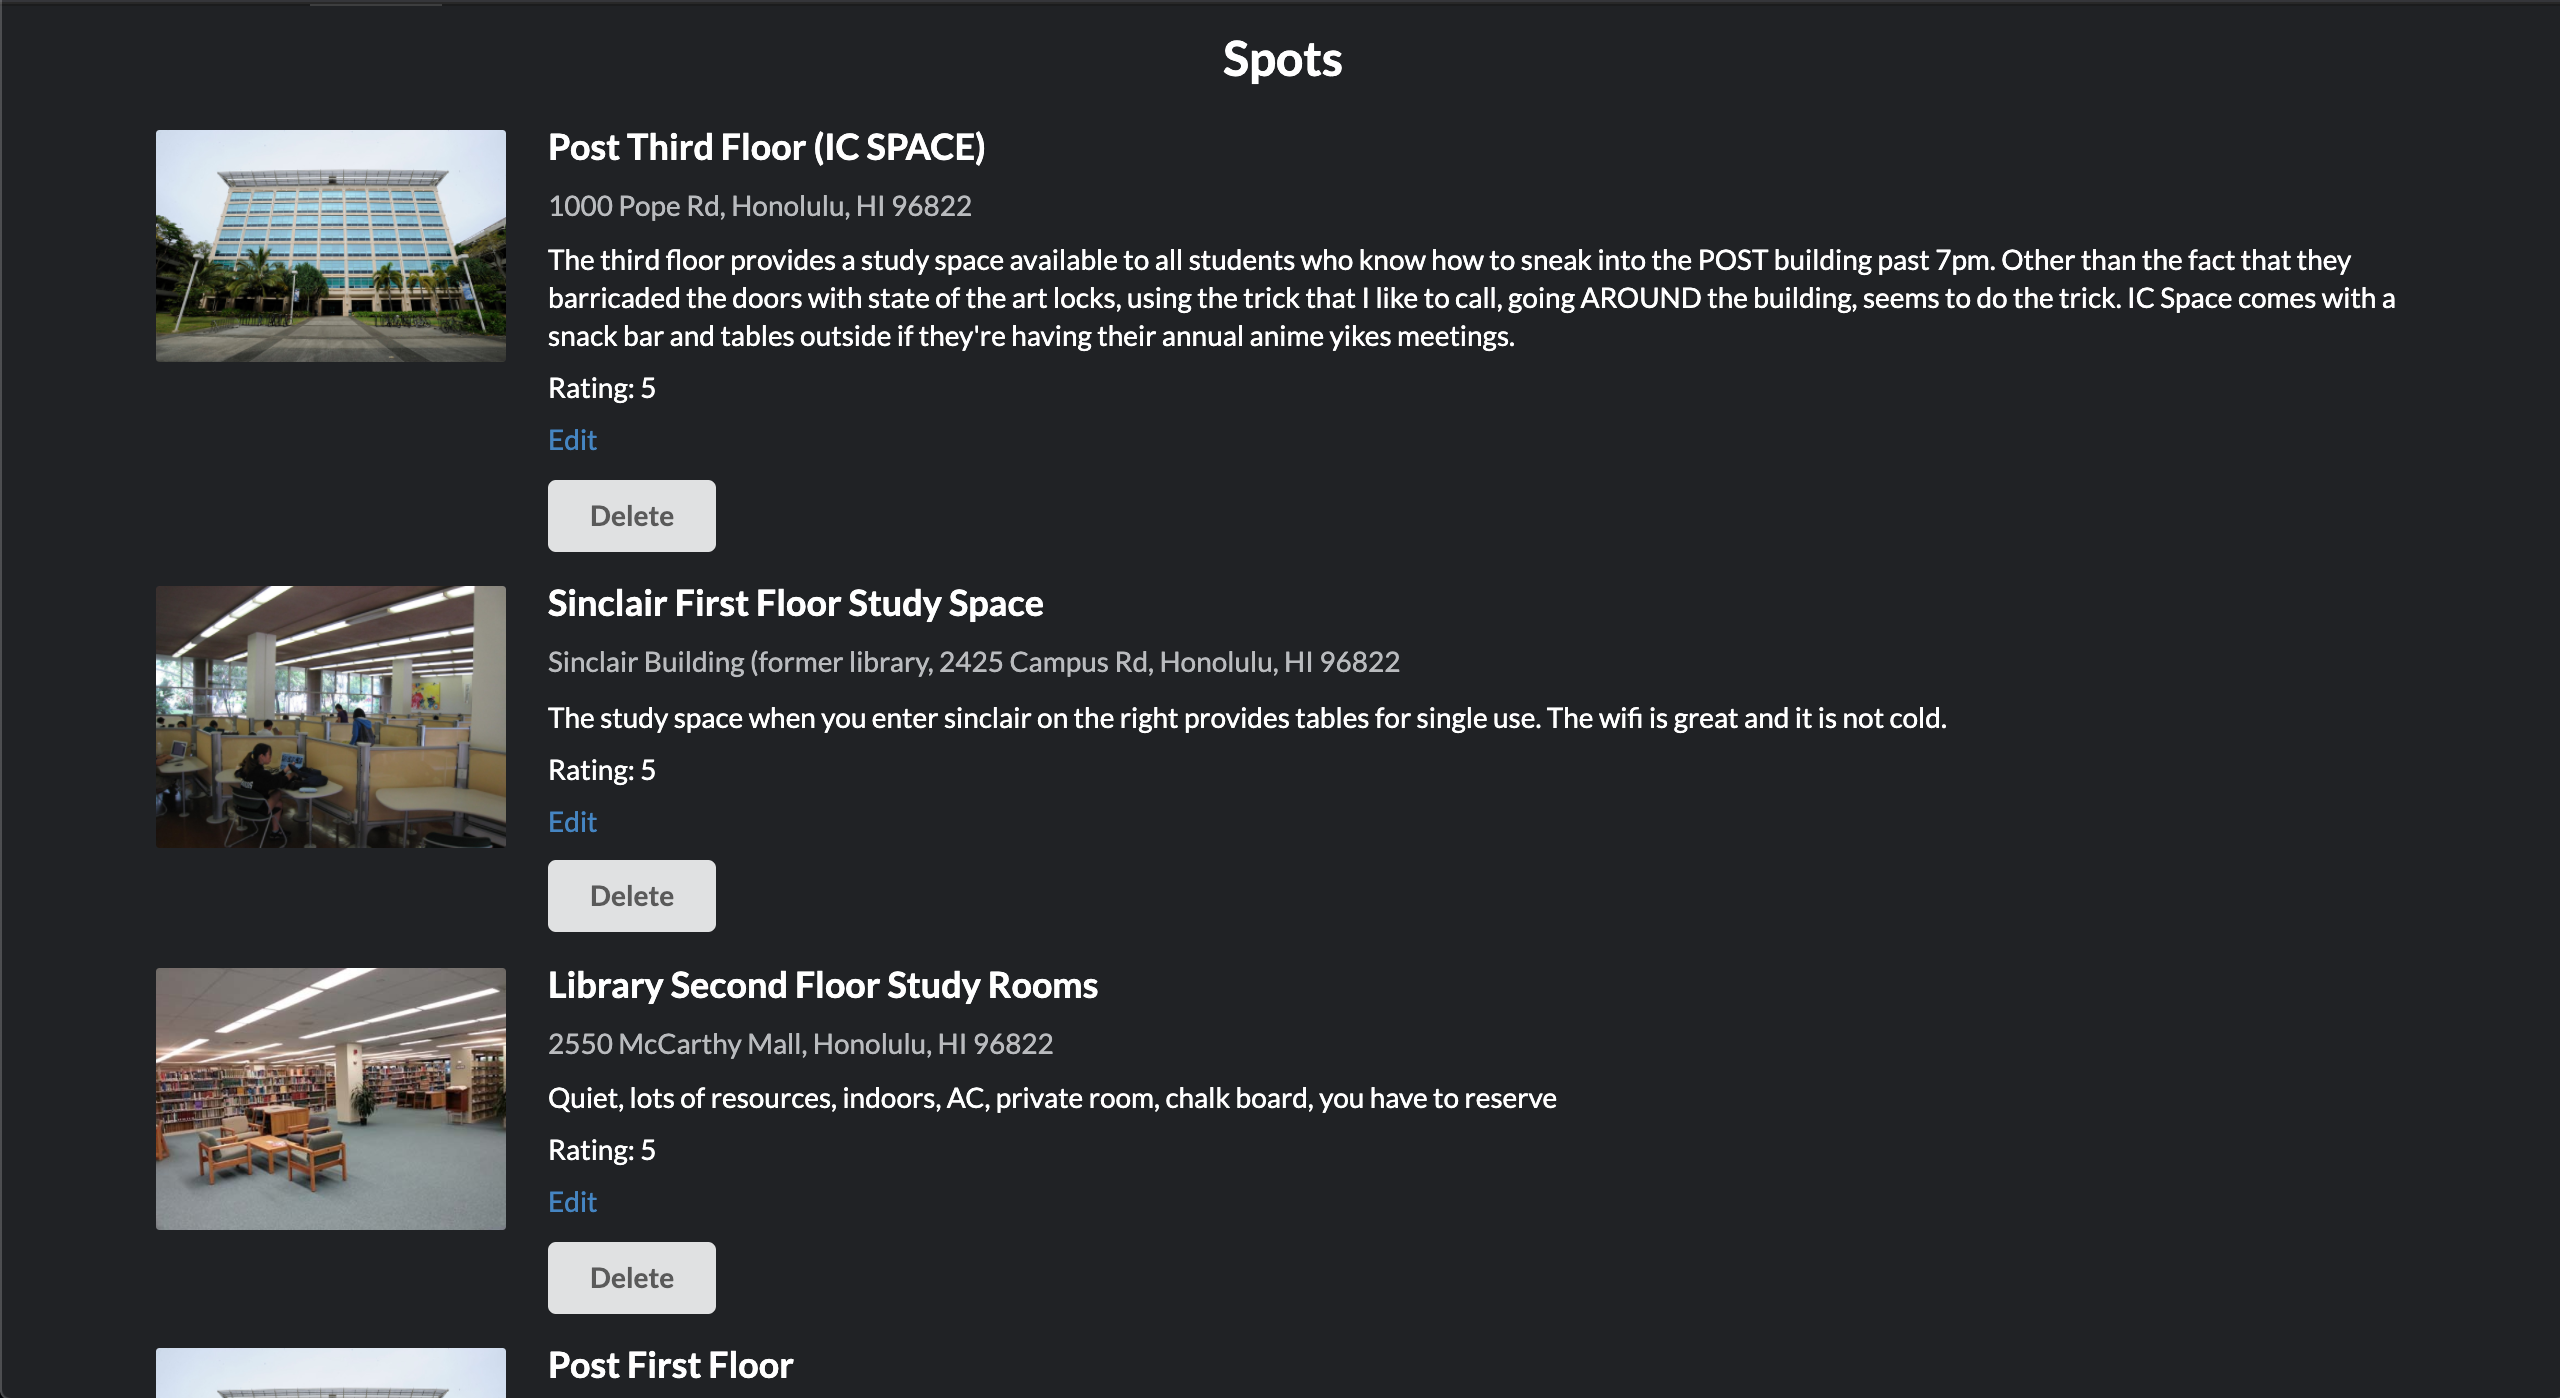 Spots
Post Third Floor (IC SPACE)
1000 Pope Rd, Honolulu, HI 96822
The third floor provides a study space available to all students who know how to sneak into the POST building past 7pm. Other than the fact that they
barricaded the doors with state of the art locks, using the trick that I like to call, going AROUND the building, seems to do the trick. IC Space comes with a
snack bar and tables outside if they're having their annual anime yikes meetings.
Rating: 5
Edit
Delete
Sinclair First Floor Study Space
Sinclair Building (former library, 2425 Campus Rd, Honolulu, HI 96822
The study space when you enter sinclair on the right provides tables for single use. The wifi is great and it is not cold.
Rating: 5
Edit
Delete
Library Second Floor Study Rooms
2550 McCarthy Mall, Honolulu, HI 96822
Quiet, lots of resources, indoors, AC, private room, chalk board, you have to reserve
Rating: 5
Edit
Delete
Post First Floor